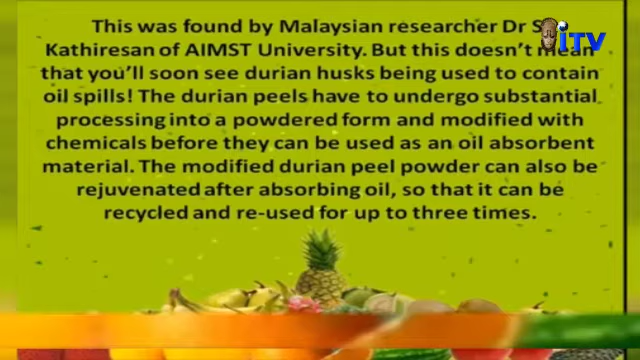 This was found by Malaysian researcher Dr S
Kathiresan of AIMST University. But this doesn't mean
that you'll soon see durian husks being used to contain
oil spills! The durian peels have to undergo substantial
processing into a powdered form and modified with
chemicals before they can be used as an oil absorbent
material. The modified durian peel powder can also be
rejuvenated after absorbing oil, so that it can be
recycled and re-used for up to three times.
iTV